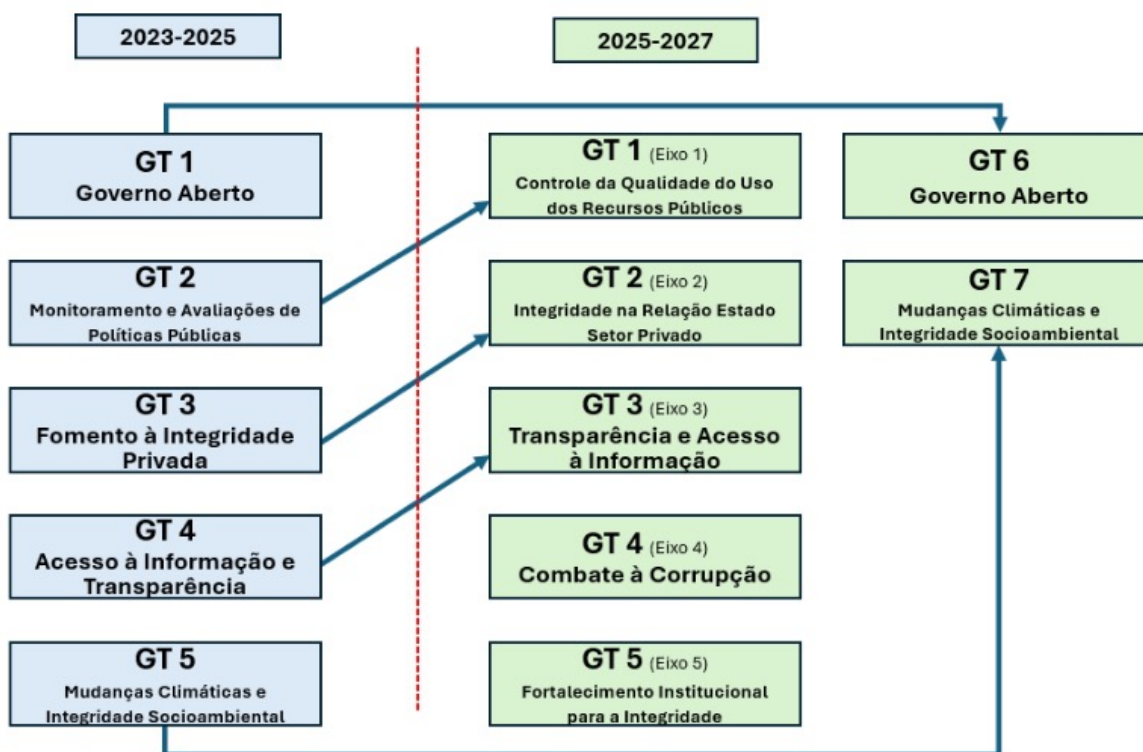 2023-2025
2025-2027
GT 1
Governo Aberto
GT 2
Monitoramento e Avaliações de
Políticas Públicas
GT 3
Fomento à Integridade
Privada
GT 4
Acesso à Informação e
Transparência
GT 5
Mudanças Climáticas e
Integridade Socioambiental
GT 1 (Eixo 1)
Controle da Qualidade do Uso
dos Recursos Públicos
GT 2 (Eixo 2)
Integridade na Relação Estado
Setor Privado
GT 3 (Eixo 3)
Transparência e Acesso
à Informação
GT 4 (Eixo 4)
Combate à Corrupção
GT 5 (Eixo 5)
Fortalecimento Institucional
para a Integridade
GT 6
Governo Aberto
GT 7
Mudanças Climáticas e
Integridade Socioambiental